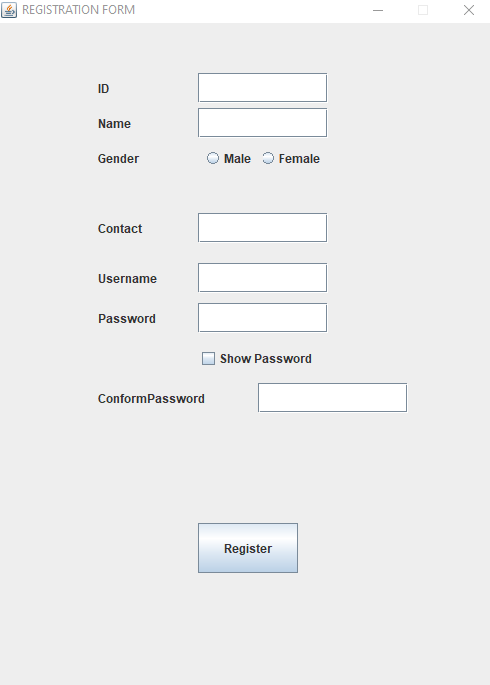 REGISTRATION FORM
ID
Name
Gender Male Female
Contact
Username
Password
Show Password
ConformPassword
Register